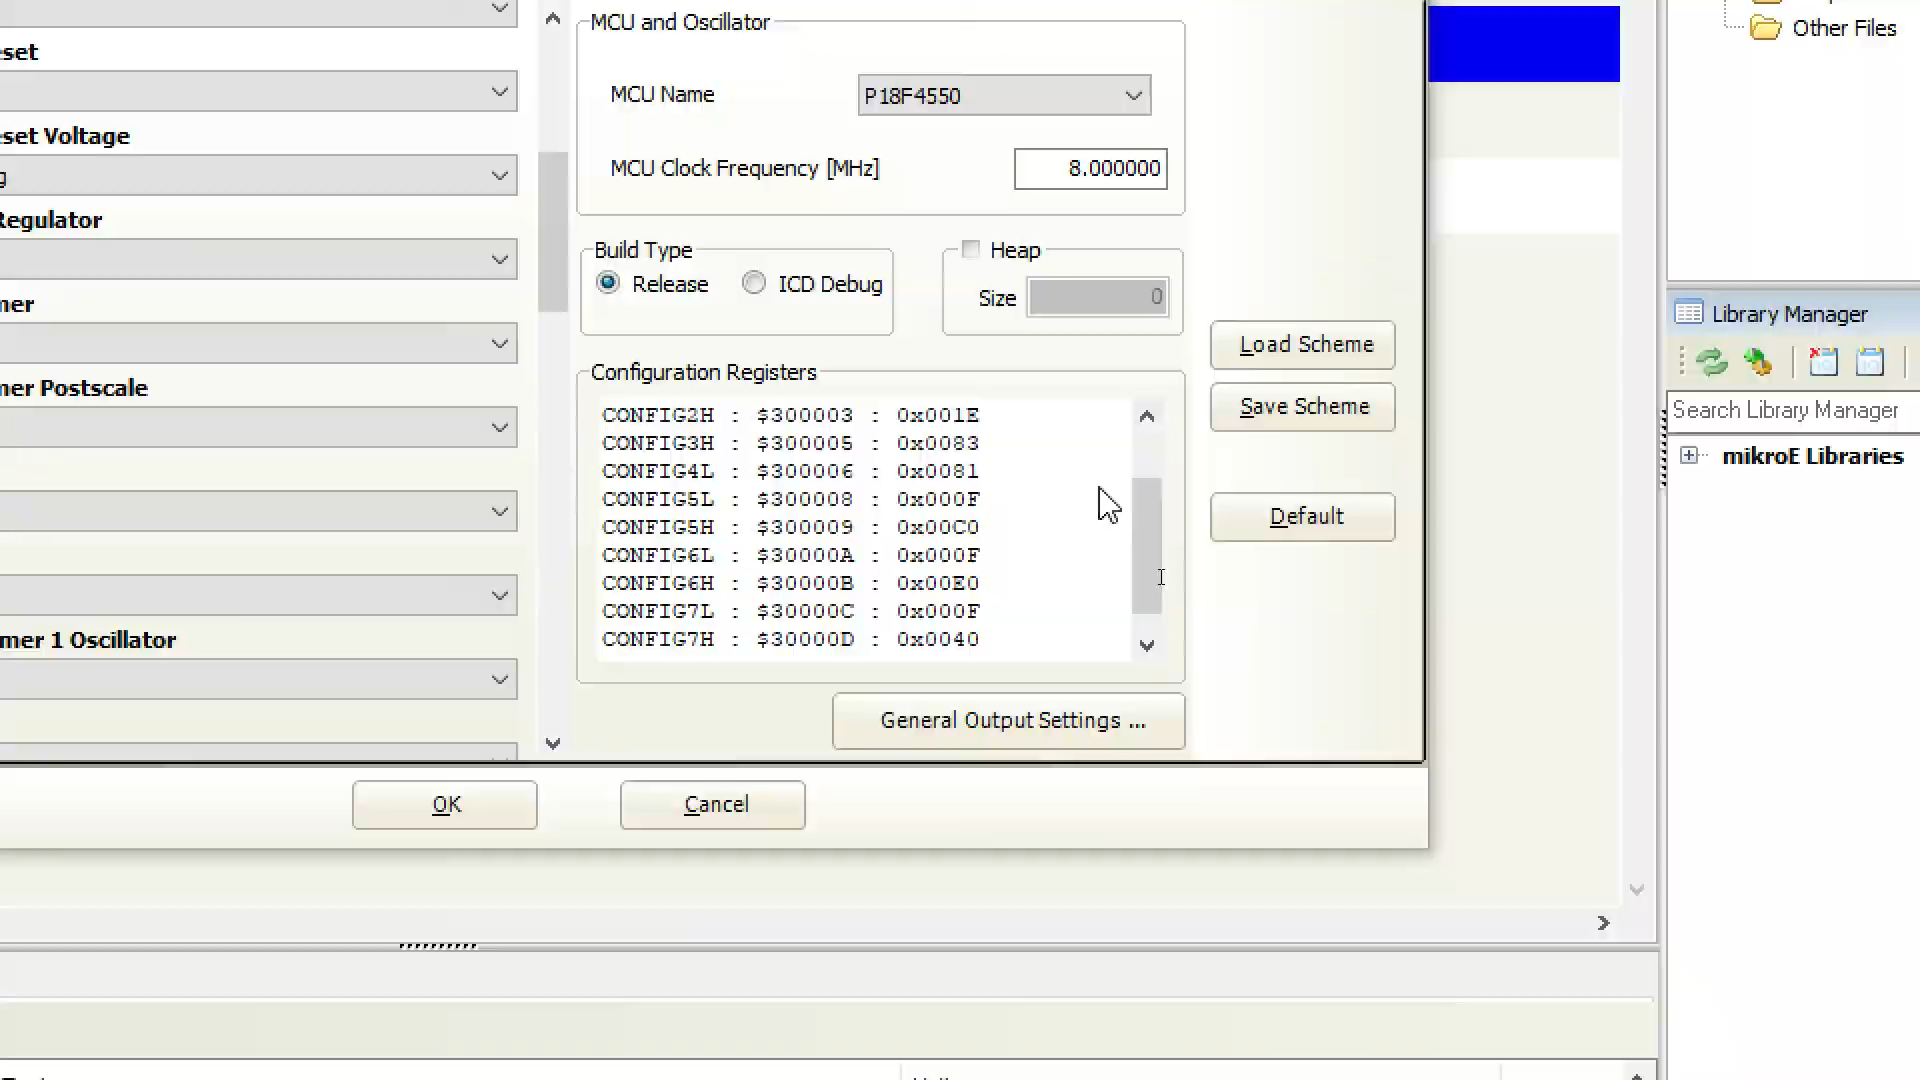 eset
eset Voltage
g
Regulator
mer
mer Postscale
mer 1 Oscillator
MCU and Oscillator
MCU Name
P18F4550
MCU Clock Frequency [MHz]
8.000000
Build Type
Release
ICD Debug
Heap
Size
0
Configuration Registers
CONFIG2H : $300003 : 0x001E
CONFIG3H : $300005 : 0x0083
CONFIG4L : $300006 : 0x0081
CONFIG5L : $300008 : 0x000F
CONFIG5H : $300009 : 0x00C0
CONFIG6L : $30000A : 0x000F
CONFIG6H : $30000B : 0x00E0
CONFIG7L : $30000C : 0x000F
CONFIG7H : $30000D : 0x0040
General Output Settings ...
Load Scheme
Save Scheme
Default
OK
Cancel
Other Files
Library Manager
Search Library Manager
mikroE Libraries